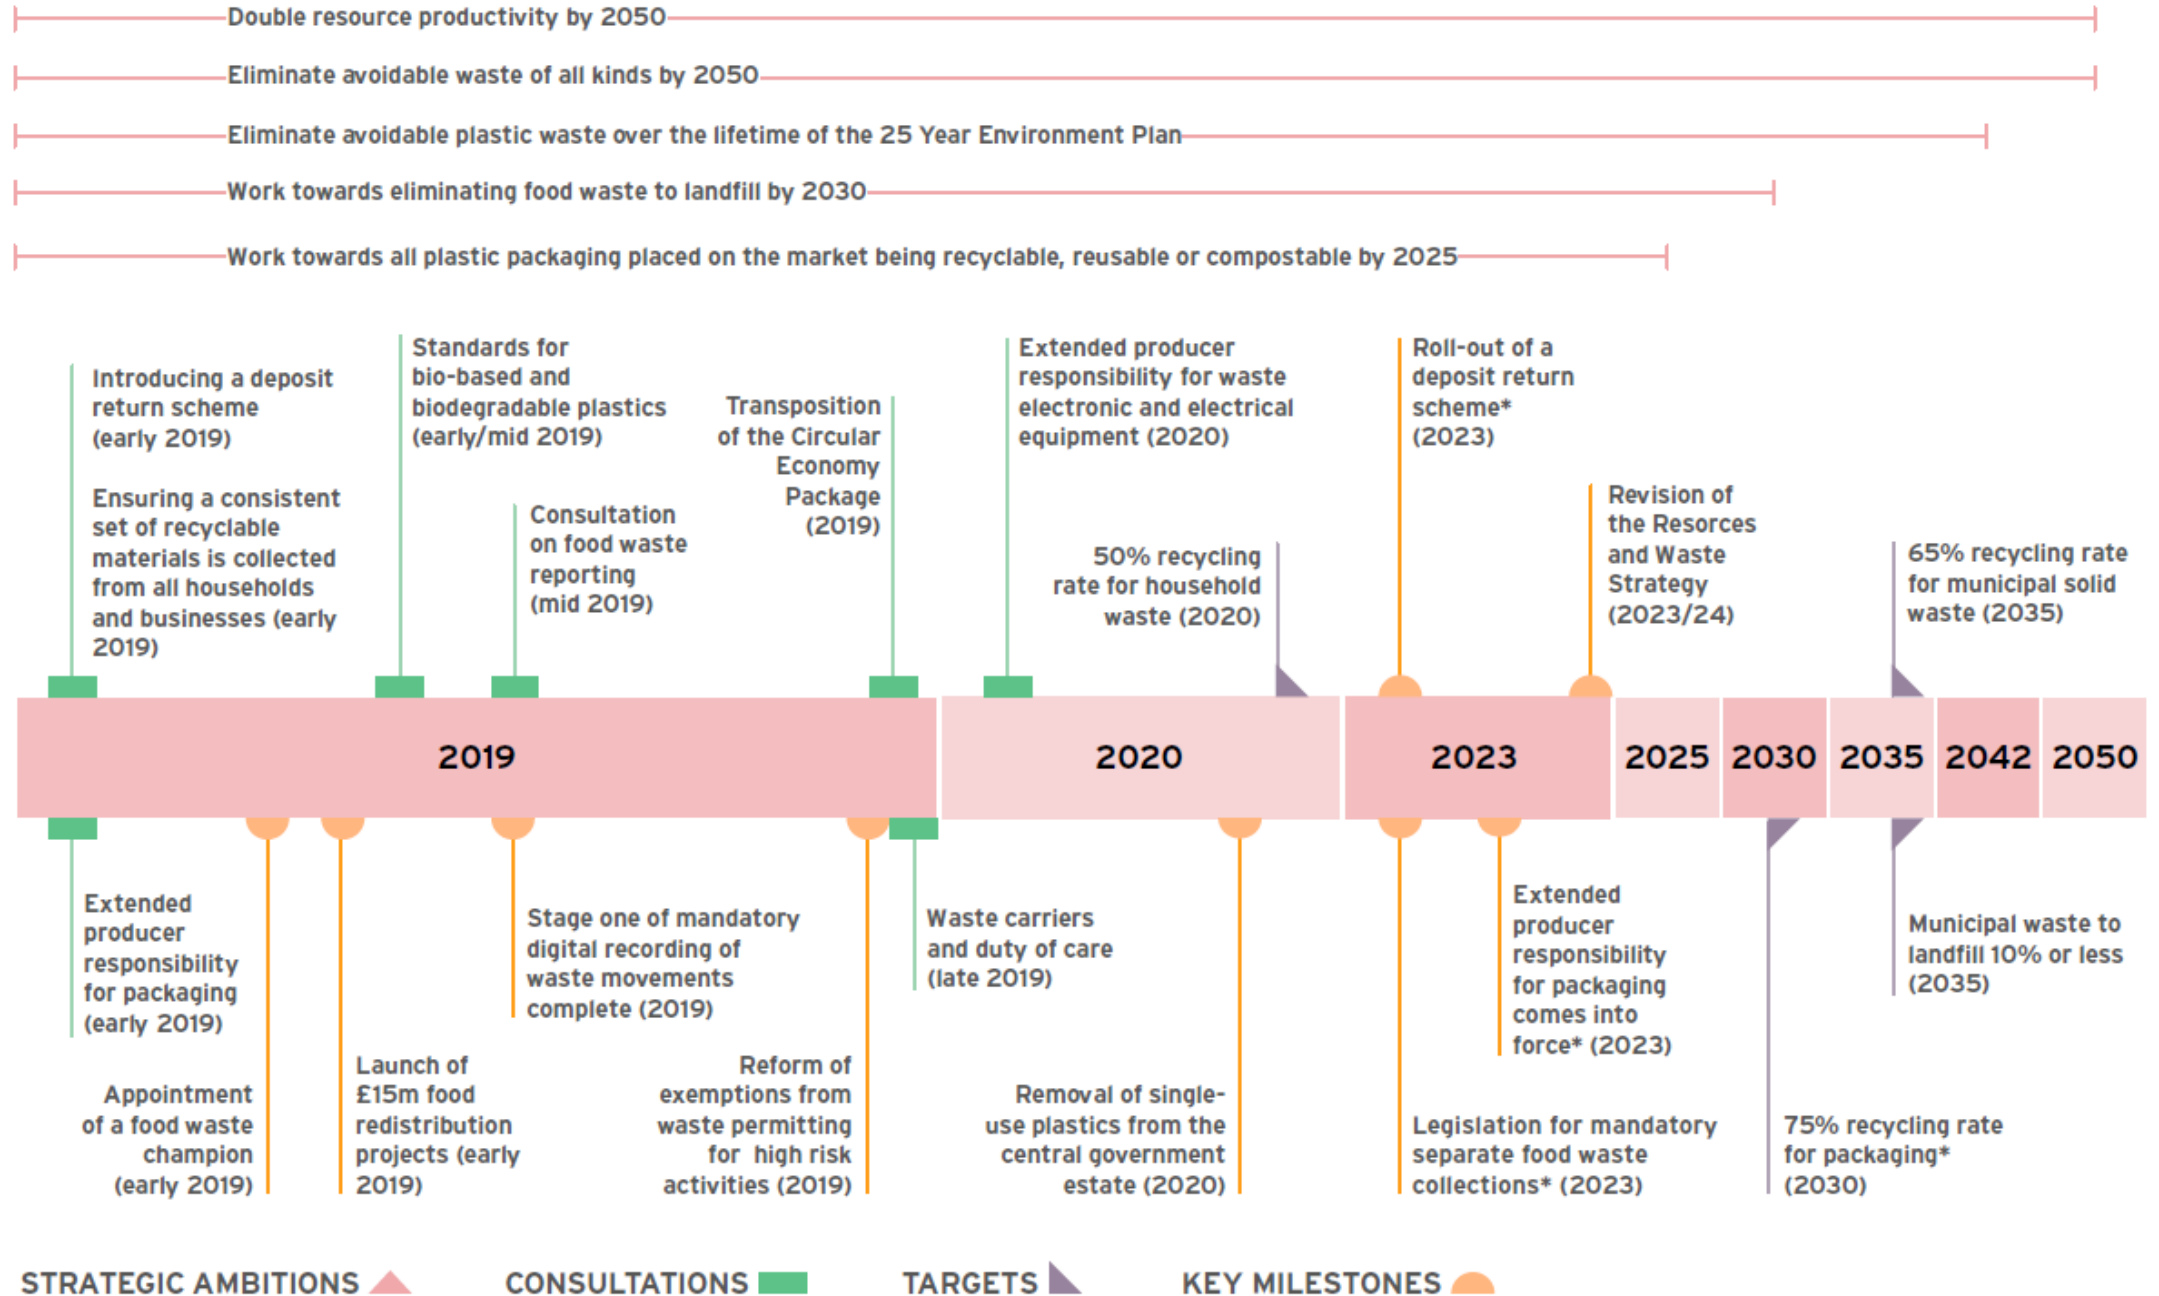 Double resource productivity by 2050
Eliminate avoidable waste of all kinds by 2050
Eliminate avoidable plastic waste over the lifetime of the 25 Year Environment Plan
Work towards eliminating food waste to landfill by 2030
Work towards all plastic packaging placed on the market being recyclable, reusable or compostable by 2025
Introducing a deposit
return scheme
(early 2019)
Ensuring a consistent
set of recyclable
materials is collected
from all households
and businesses (early
2019)
Standards for
bio-based and
biodegradable plastics
(early/mid 2019)
Consultation
on food waste
reporting
(mid 2019)
Transposition
of the Circular
Economy
Package
(2019)
Extended producer
responsibility for waste
electronic and electrical
equipment (2020)
50% recycling
rate for household
waste (2020)
Roll-out of a
deposit return
scheme*
(2023)
Revision of
the Resorces
and Waste
Strategy
(2023/24)
65% recycling rate
for municipal solid
waste (2035)
2019
2020
2023
2025
2030
2035
2042
2050
Extended
producer
responsibility
for packaging
(early 2019)
Appointment
of a food waste
champion
(early 2019)
Launch of
£15m food
redistribution
projects (early
2019)
Stage one of mandatory
digital recording of
waste movements
complete (2019)
Reform of
exemptions from
waste permitting
for high risk
activities (2019)
Waste carriers
and duty of care
(late 2019)
Removal of single-
use plastics from the
central government
estate (2020)
Legislation for mandatory
separate food waste
collections* (2023)
Extended
producer
responsibility
for packaging
comes into
force* (2023)
75% recycling rate
for packaging*
(2030)
Municipal waste to
landfill 10% or less
(2035)
STRATEGIC AMBITIONS
CONSULTATIONS
TARGETS
KEY MILESTONES